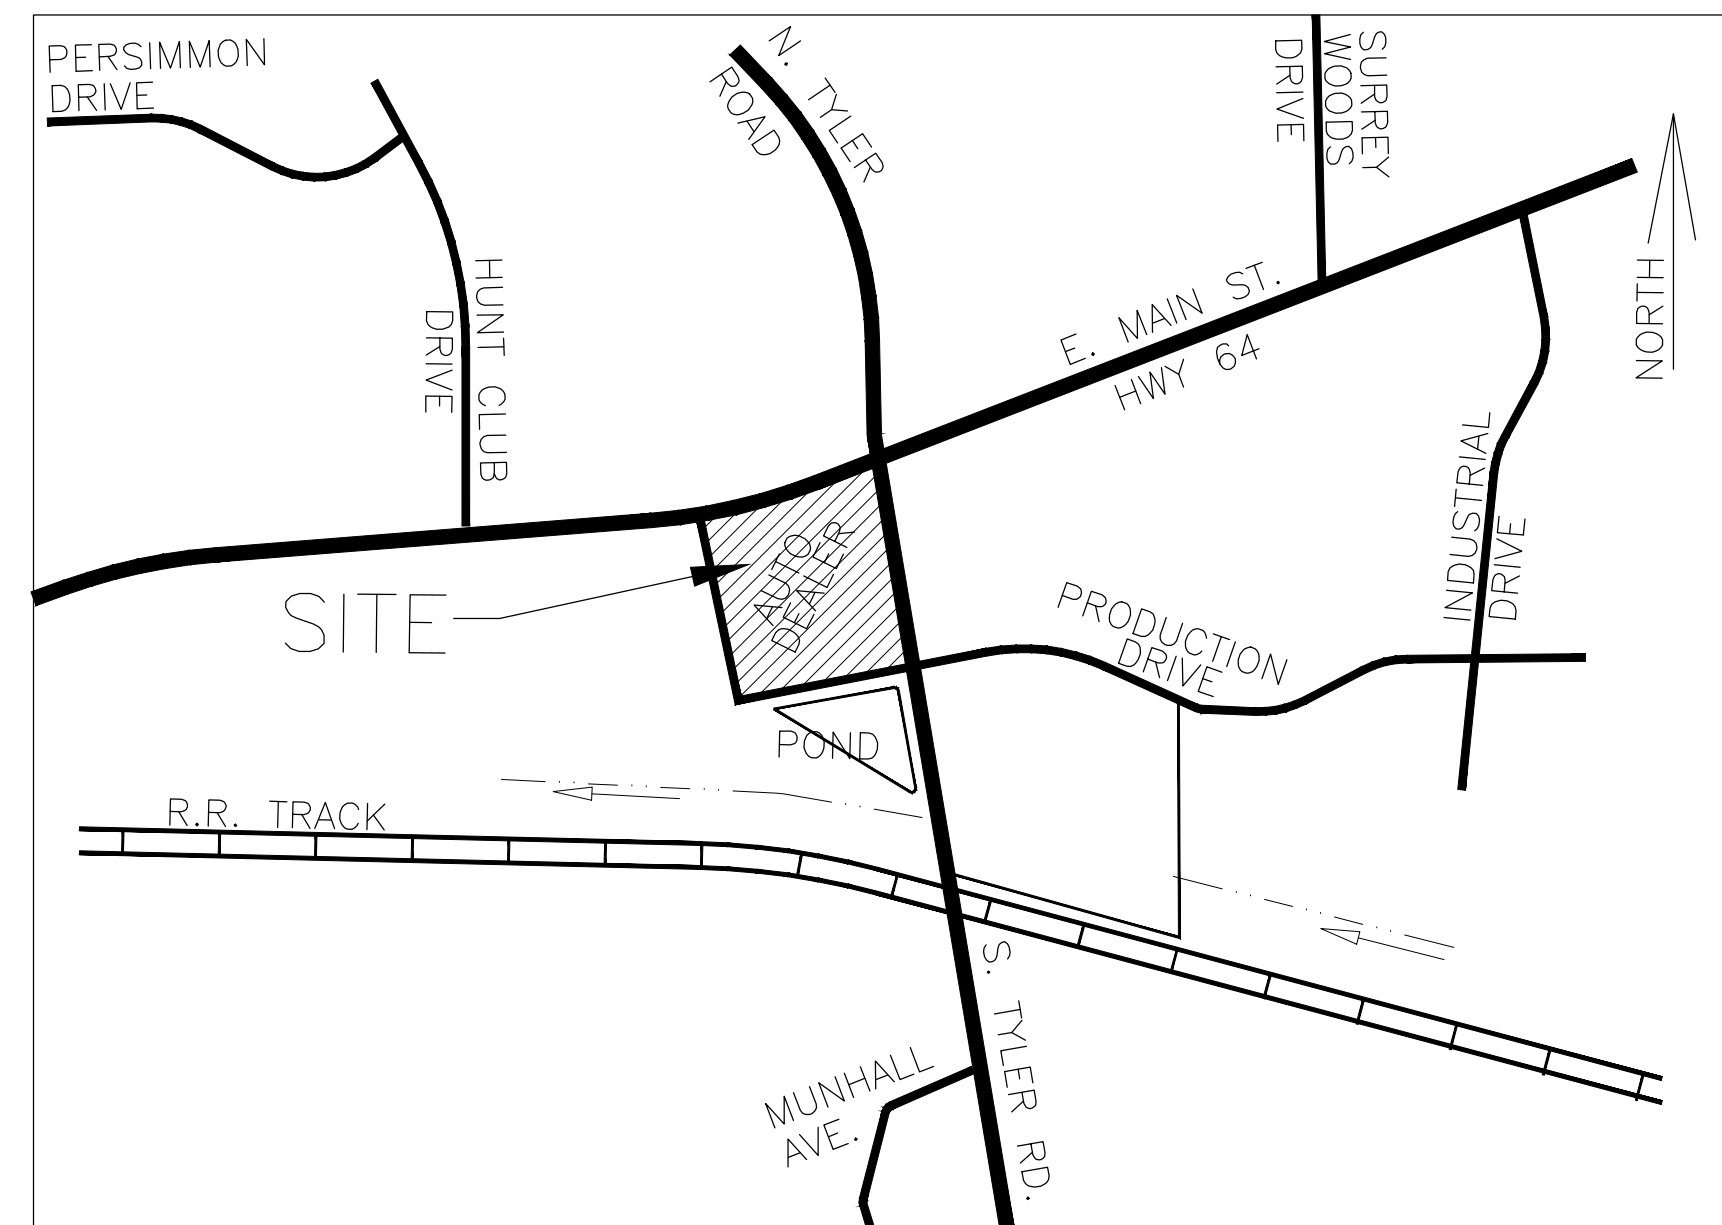 PERSIMMON
DRIVE
N. TYLER
ROAD
SURREY
WOODS
DRIVE
HUNT CLUB
DRIVE
E. MAIN ST.
HWY 64
NORTH
INDUSTRIAL
DRIVE
AUTO
DEALER
SITE
PRODUCTION
DRIVE
POND
R.R. TRACK
S. TYLER RD.
MUNHALL
AVE.